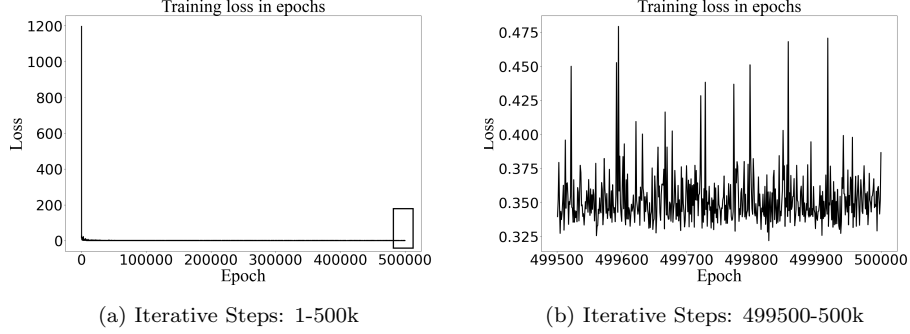 Training loss in epochs
1200
1000
800
600
400
200
0
Loss
0 100000 200000 300000 400000 500000
Epoch
(a) Iterative Steps: 1-500k
Training loss in epochs
0.475
0.450
0.425
0.400
0.375
0.350
0.325
Loss
499500 499600 499700 499800 499900 500000
Epoch
(b) Iterative Steps: 499500-500k